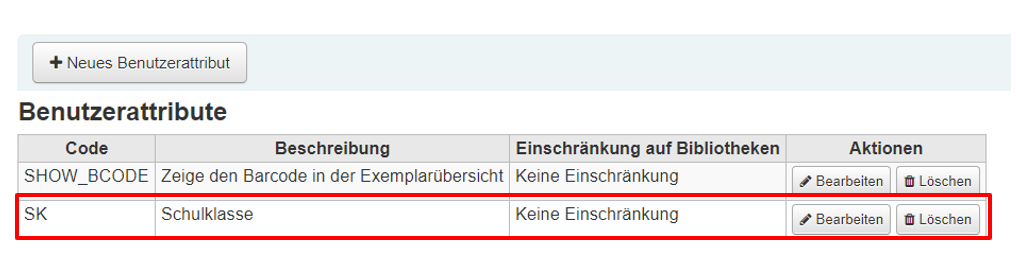 Neues Benutzerattribut
Benutzerattribute
Code Beschreibung Einschränkung auf Bibliotheken Aktionen
SHOW_BCODE Zeige den Barcode in der Exemplarübersicht Keine Einschränkung Bearbeiten Löschen
SK Schulklasse Keine Einschränkung Bearbeiten Löschen